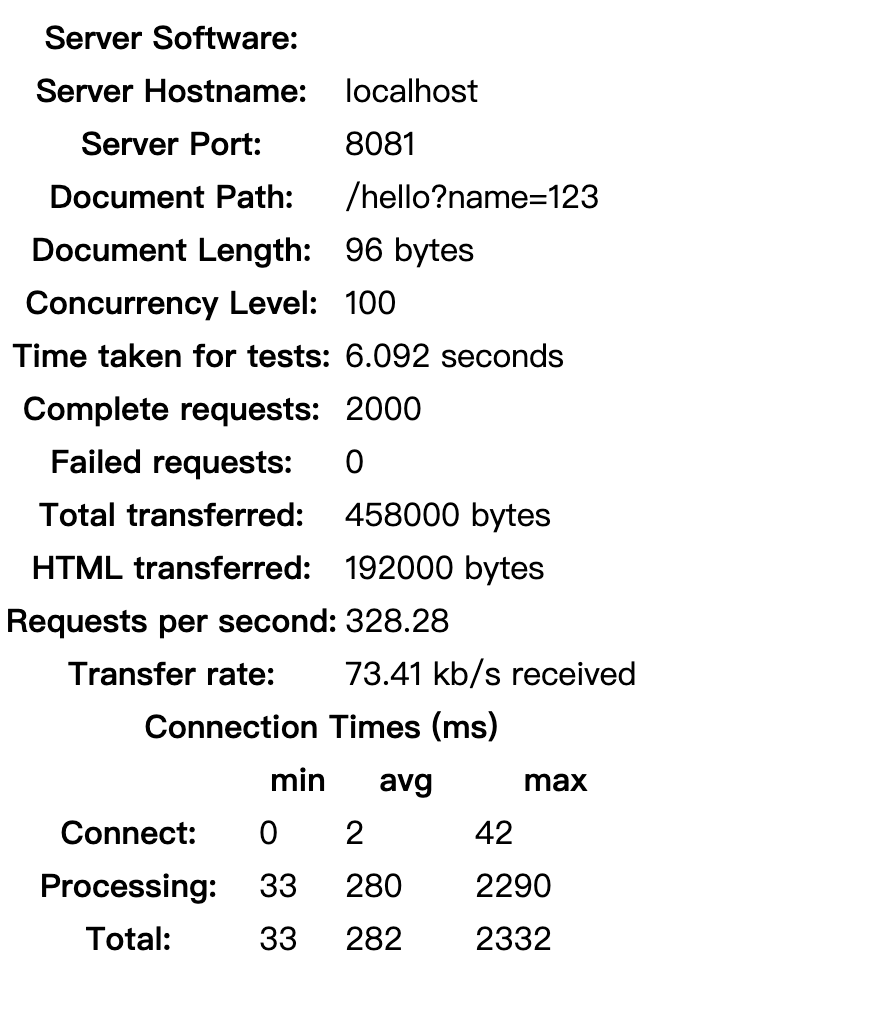 Server Software:
Server Hostname: localhost
Server Port: 8081
Document Path: /hello?name=123
Document Length: 96 bytes
Concurrency Level: 100
Time taken for tests: 6.092 seconds
Complete requests: 2000
Failed requests: 0
Total transferred: 458000 bytes
HTML transferred: 192000 bytes
Requests per second: 328.28
Transfer rate: 73.41 kb/s received
Connection Times (ms)
min avg max
Connect: 0 2 42
Processing: 33 280 2290
Total: 33 282 2332